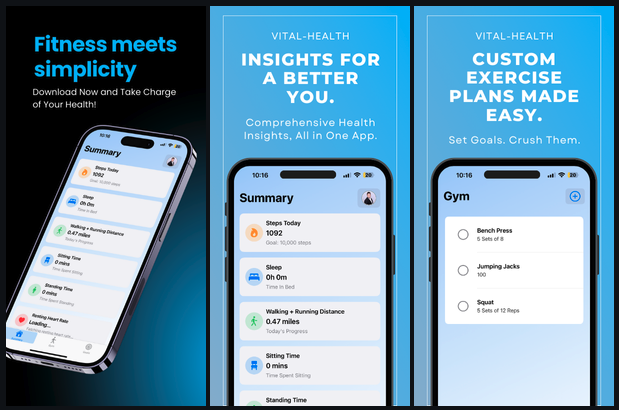 Fitness meets
simplicity
Download Now and Take Charge
of Your Health!
10:16
Summary
Steps Today
1092
Goal: 10,000 steps
Sleep
0h 0m
Time In Bed
Walking + Running Distance
0.47 miles
Today's Progress
Sitting Time
0 mins
Time Spent Sitting
Standing Time
0 mins
Time Spent Standing
Resting Heart Rate
Loading...
VITAL-HEALTH
INSIGHTS FOR
A BETTER
YOU.
Comprehensive Health
Insights, All in One App.
10:16
20
Summary
Steps Today
1092
Goal: 10,000 steps
Sleep
0h 0m
Time In Bed
Walking + Running Distance
0.47 miles
Today's Progress
Sitting Time
0 mins
Time Spent Sitting
Standing Time
VITAL-HEALTH
CUSTOM
EXERCISE
PLANS MADE
EASY.
Set Goals. Crush Them.
10:16
20
Gym
Bench Press
5 Sets of 8
Jumping Jacks
100
Squat
5 Sets of 12 Reps